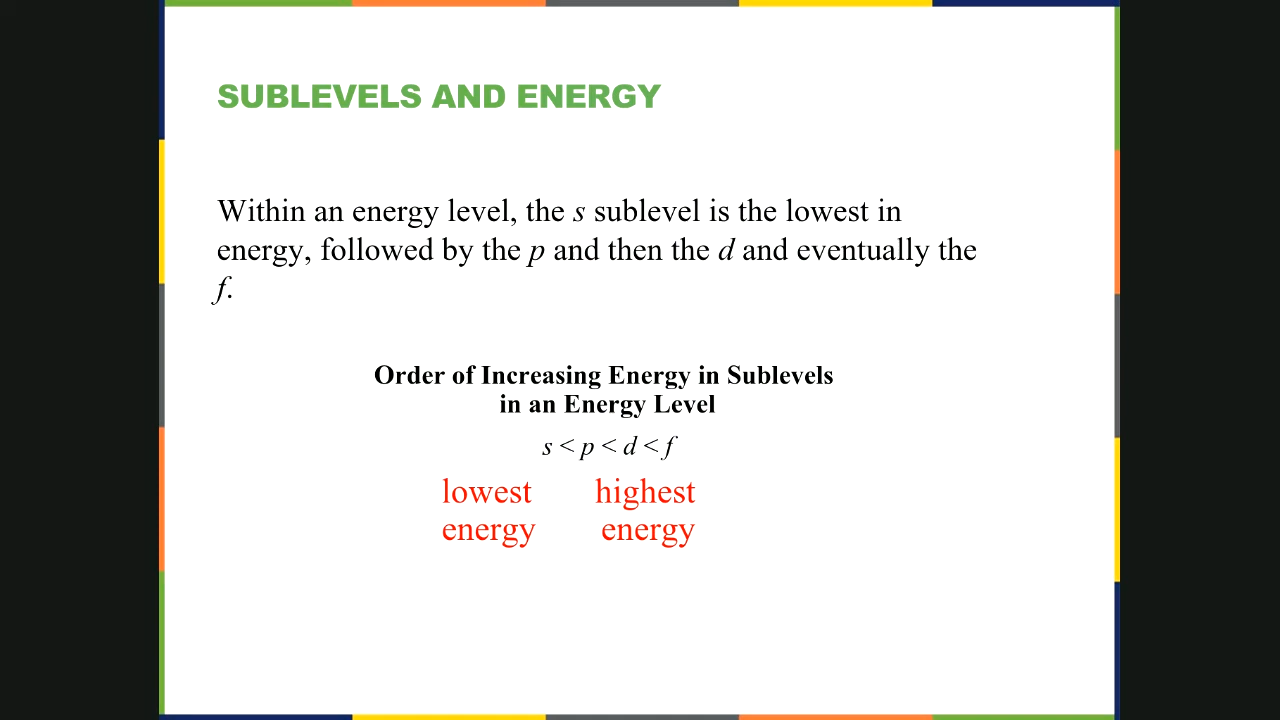 SUBLEVELS AND ENERGY
Within an energy level, the s sublevel is the lowest in
energy, followed by the p and then the d and eventually the
f.
Order of Increasing Energy in Sublevels
in an Energy Level
s < p < d < f
lowest highest
energy energy